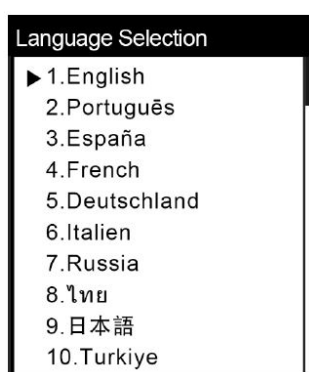 Language Selection
▶1.English
2.Portuguēs
3.España
4.French
5.Deutschland
6.Italien
7.Russia
8.ไทย
9.日本語
10.Turkiye